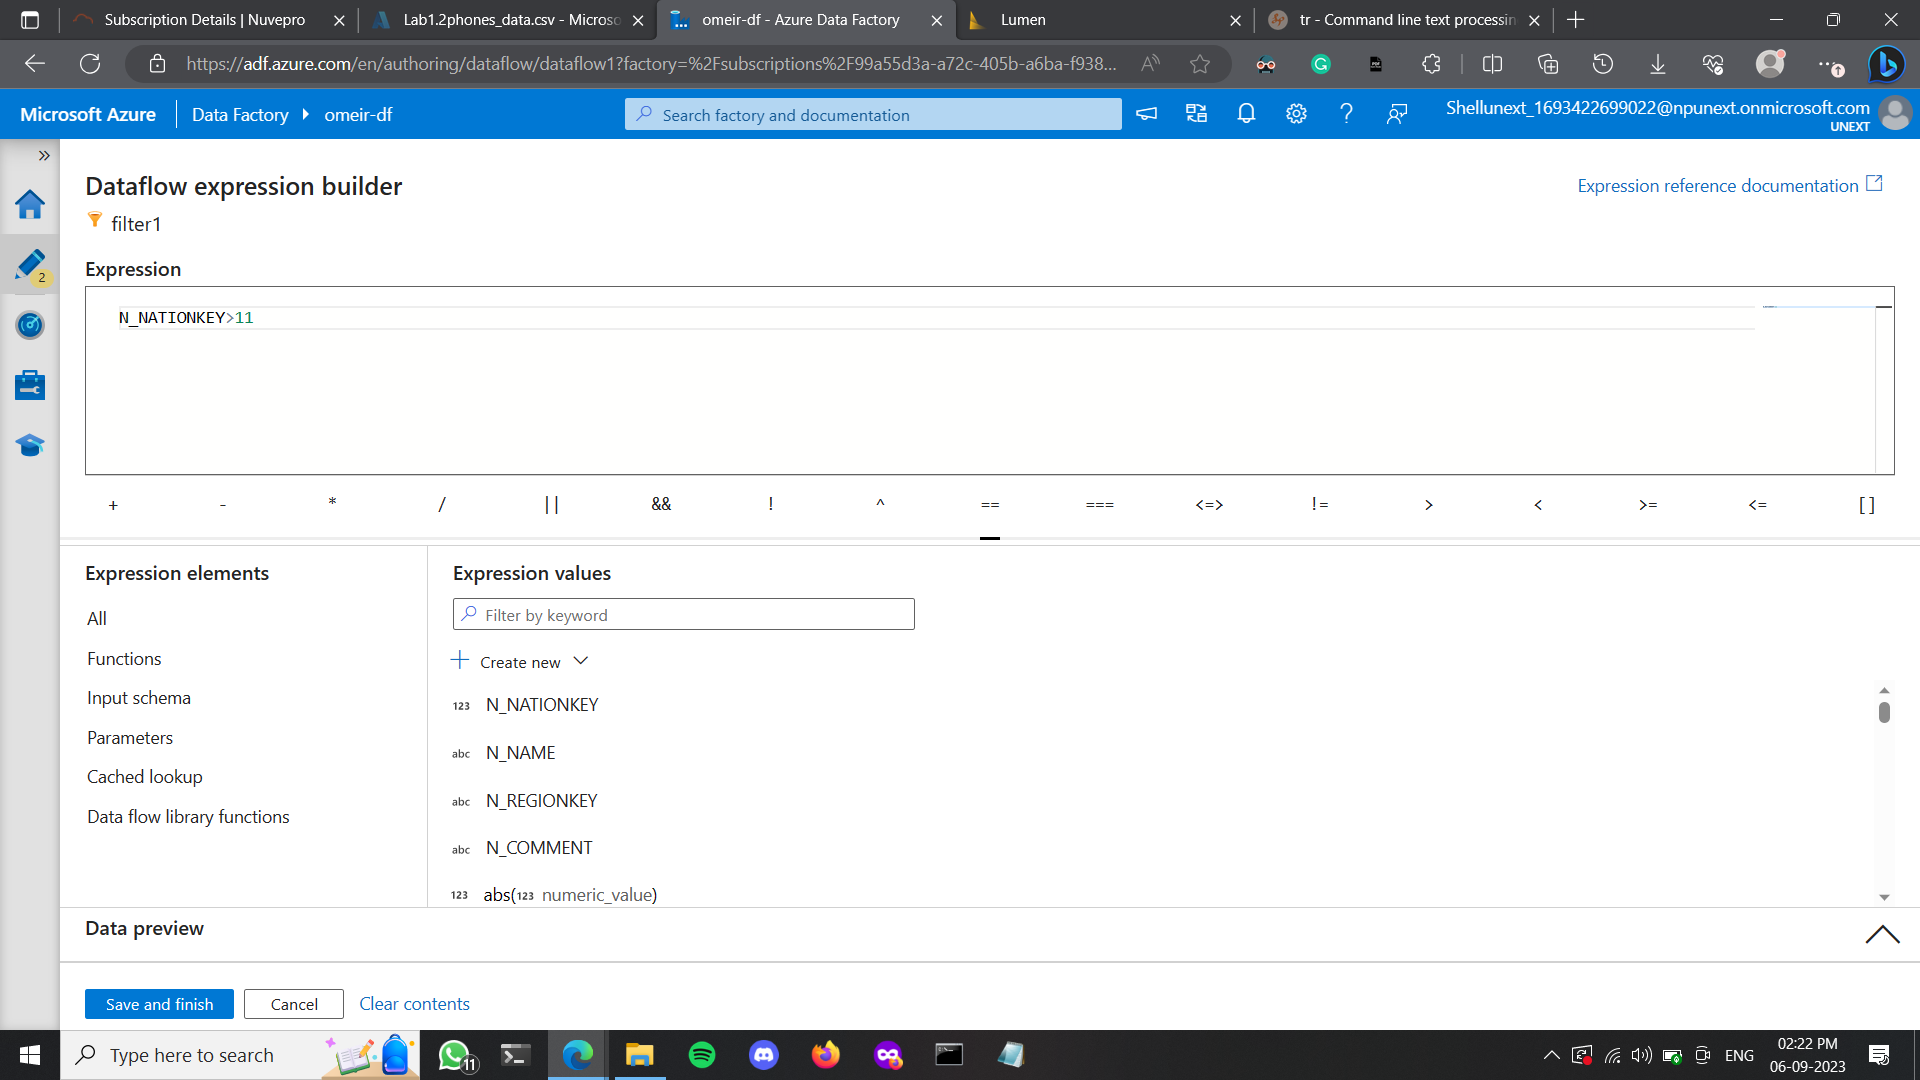 Subscription Details | Nuvepro
Lab1.2phones_data.csv - Microso
omeir-df - Azure Data Factory
Lumen
tr - Command line text processin
https://adf.azure.com/en/authoring/dataflow/dataflow1?factory=%2Fsubscriptions%2F99a55d3a-a72c-405b-a6ba-f938...
Microsoft Azure
Data Factory
omeir-df
Search factory and documentation
Shellunext_1693422699022@npunext.onmicrosoft.com
UNEXT
Dataflow expression builder
Expression reference documentation
filter1
2
Expression
N_NATIONKEY>11
+ - * / || && ! ^ == === <=> != > < >= <= []
Expression elements
All
Functions
Input schema
Parameters
Cached lookup
Data flow library functions
Expression values
Filter by keyword
Create new
123 N_NATIONKEY
abc N_NAME
abc N_REGIONKEY
abc N_COMMENT
123 abs(123 numeric_value)
Data preview
Save and finish
Cancel
Clear contents
Type here to search
11
ENG
02:22 PM
06-09-2023